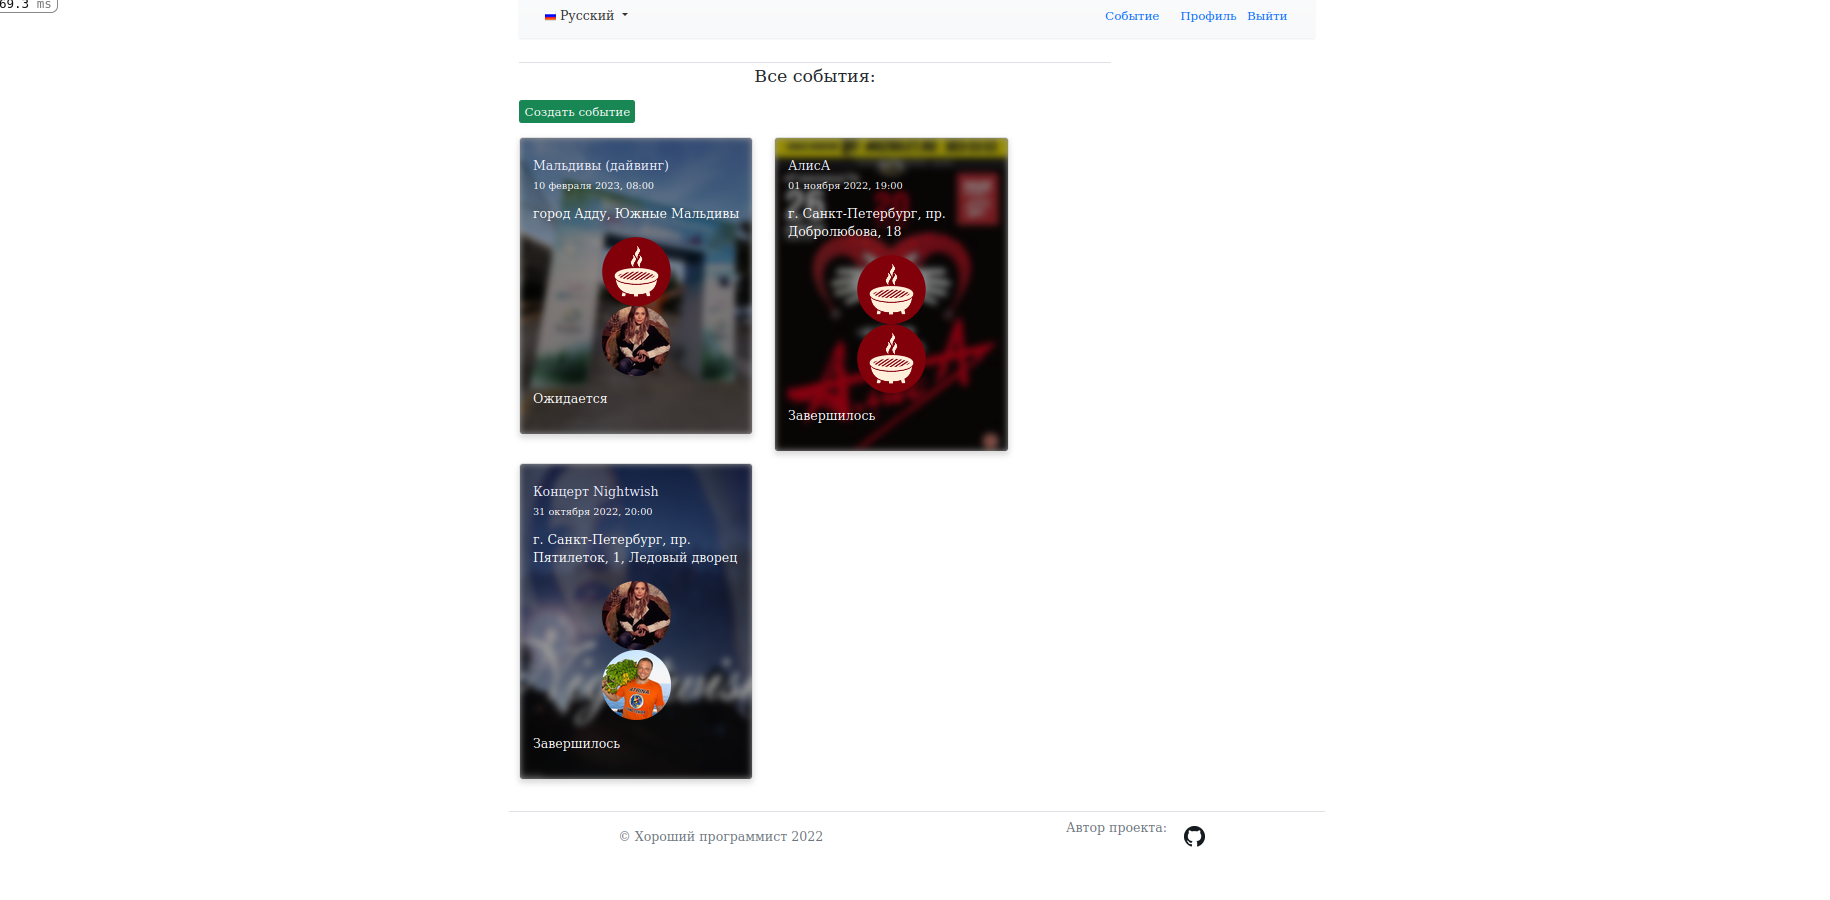 69.3 ms
Русский
Событие Профиль Выйти
Все события:
Создать событие
Мальдивы (дайвинг)
10 февраля 2023, 08:00
город Адду, Южные Мальдивы
Ожидается
АлисА
01 ноября 2022, 19:00
г. Санкт-Петербург, пр.
Добролюбова, 18
Завершилось
Концерт Nightwish
31 октября 2022, 20:00
г. Санкт-Петербург, пр.
Пятилеток, 1, Ледовый дворец
Завершилось
© Хороший программист 2022
Автор проекта: